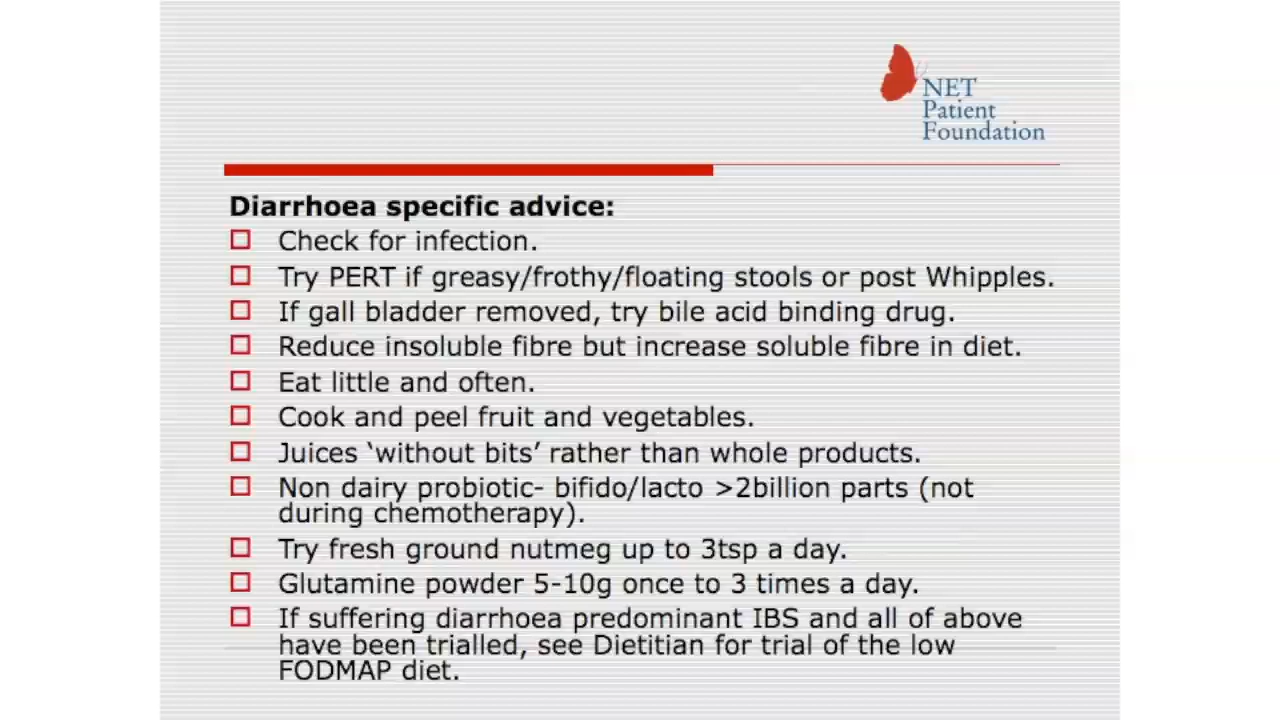 NET
Patient
Foundation
Diarrhoea specific advice:
Check for infection.
Try PERT if greasy/frothy/floating stools or post Whipples.
If gall bladder removed, try bile acid binding drug.
Reduce insoluble fibre but increase soluble fibre in diet.
Eat little and often.
Cook and peel fruit and vegetables.
Juices ‘without bits’ rather than whole products.
Non dairy probiotic- bifido/lacto >2billion parts (not
during chemotherapy).
Try fresh ground nutmeg up to 3tsp a day.
Glutamine powder 5-10g once to 3 times a day.
If suffering diarrhoea predominant IBS and all of above
have been trialled, see Dietitian for trial of the low
FODMAP diet.